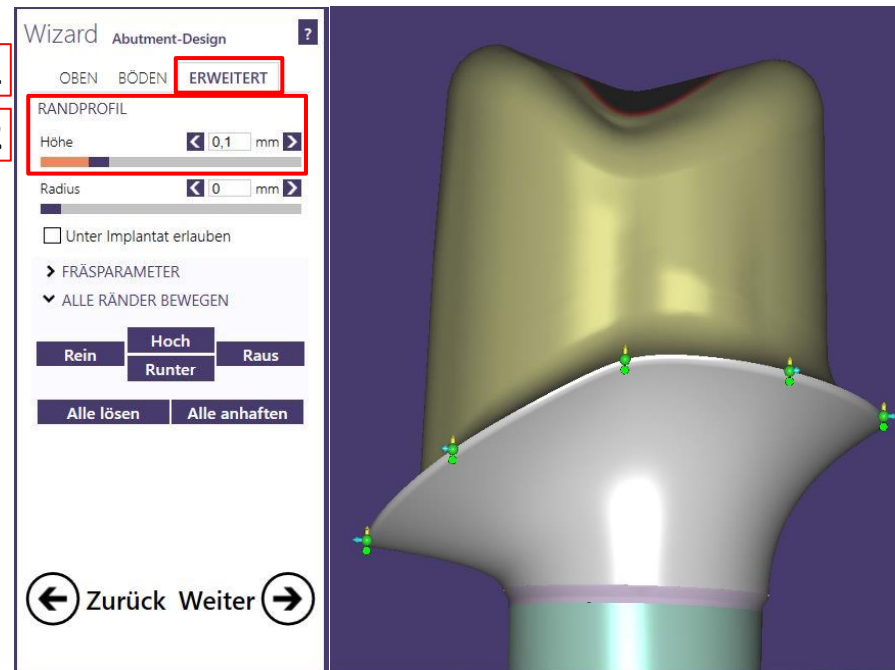 Wizard Abutment-Design ?
OBEN BÖDEN ERWEITERT
RANDPROFIL
Höhe 0,1 mm
Radius 0 mm
Unter Implantat erlauben
FRÄSPARAMETER
ALLE RÄNDER BEWEGEN
Hoch
Rein Raus
Runter
Alle lösen Alle anhaften
Zurück Weiter